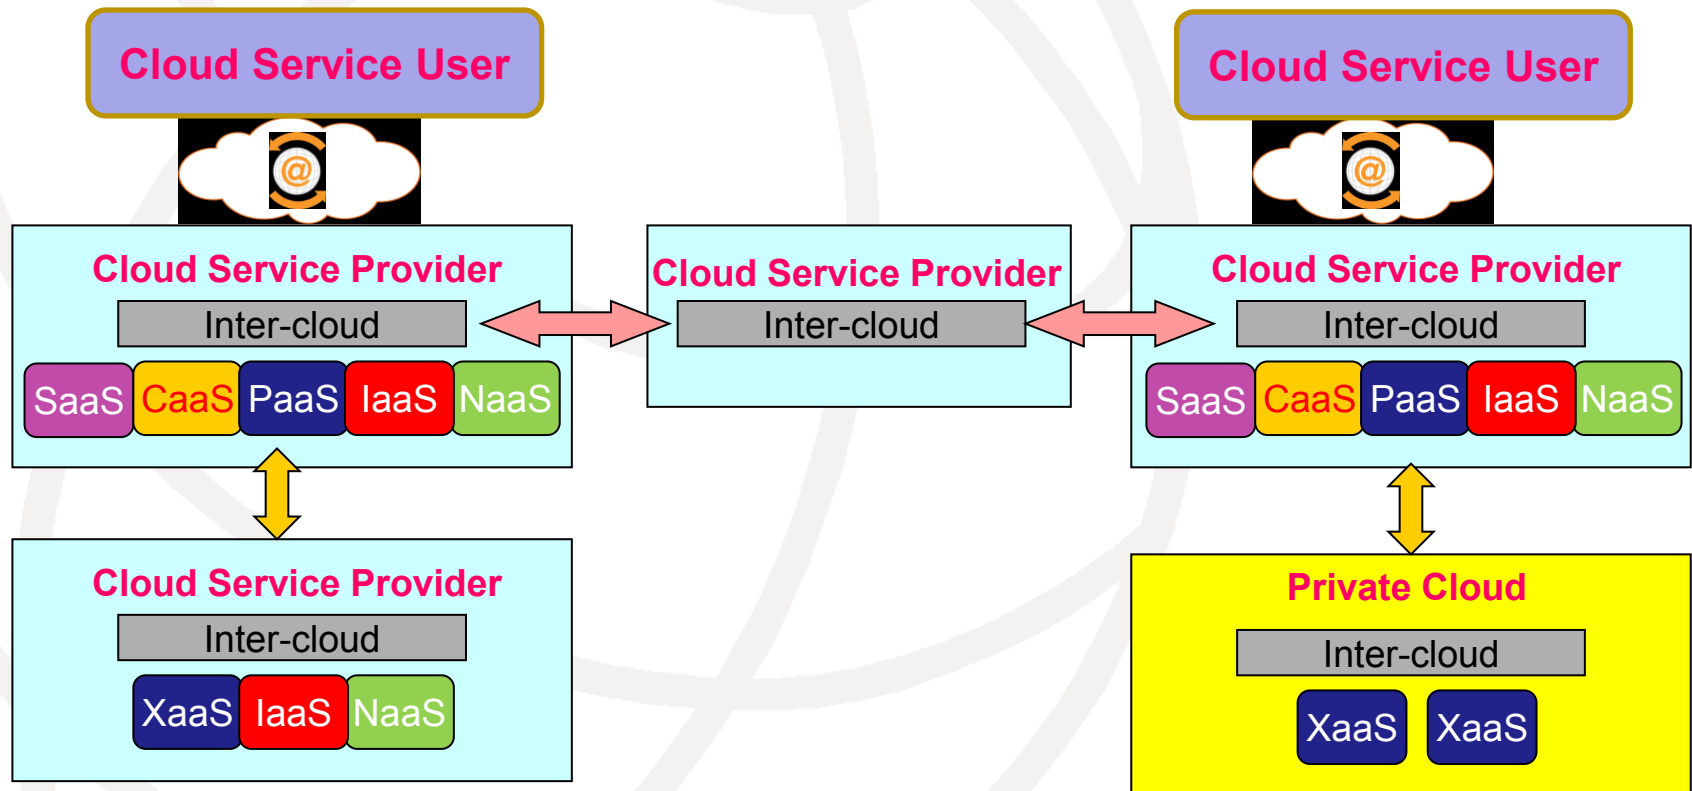 Cloud Service User
Cloud Service User
@
@
Cloud Service Provider
Inter-cloud
SaaS CaaS PaaS IaaS NaaS
Cloud Service Provider
Inter-cloud
Cloud Service Provider
Inter-cloud
SaaS CaaS PaaS IaaS NaaS
Cloud Service Provider
Inter-cloud
XaaS IaaS NaaS
Private Cloud
Inter-cloud
XaaS XaaS